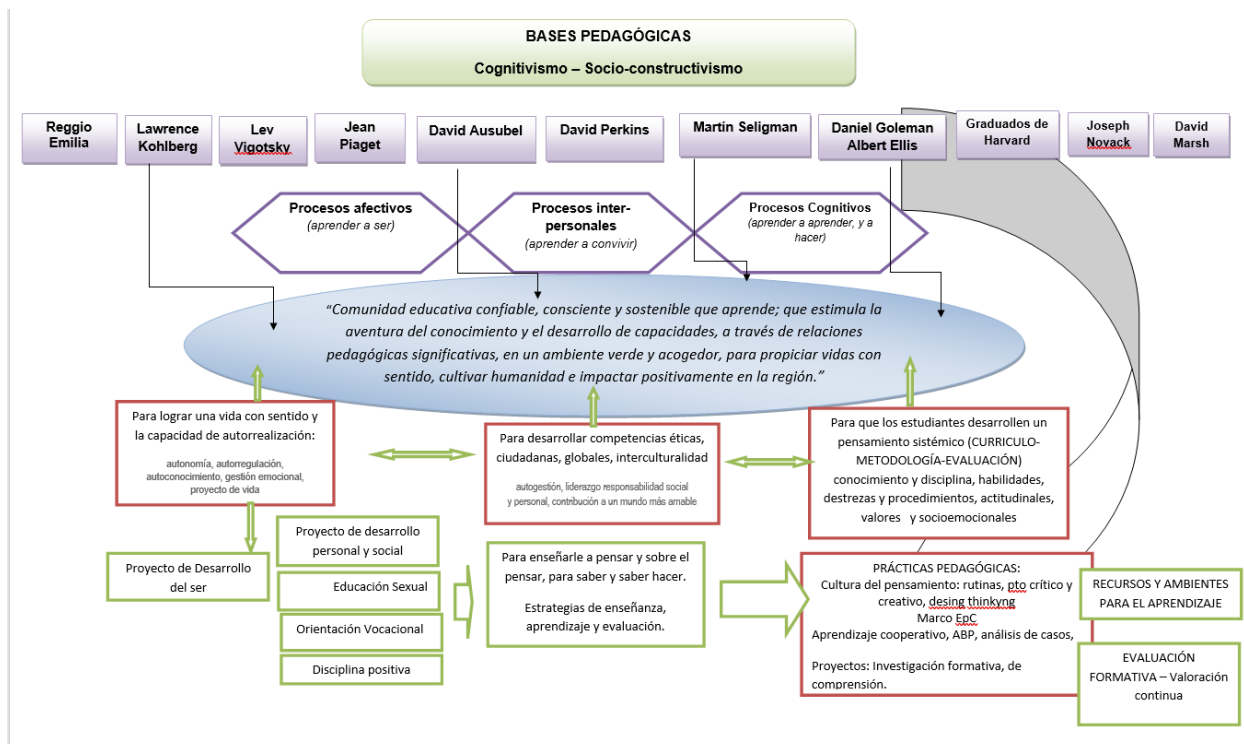 BASES PEDAGÓGICAS
Cognitivismo – Socio-constructivismo
Reggio
Emilia
Lawrence
Kohlberg
Lev
Vigotsky
Jean
Piaget
David Ausubel
David Perkins
Martin Seligman
Daniel Goleman
Albert Ellis
Graduados de
Harvard
Joseph
Novack
David
Marsh
Procesos afectivos
(aprender a ser)
Procesos inter-
personales
(aprender a convivir)
Procesos Cognitivos
(aprender a aprender, y a
hacer)
“Comunidad educativa confiable, consciente y sostenible que aprende; que estimula la
aventura del conocimiento y el desarrollo de capacidades, a través de relaciones
pedagógicas significativas, en un ambiente verde y acogedor, para propiciar vidas con
sentido, cultivar humanidad e impactar positivamente en la región.”
Para lograr una vida con sentido y
la capacidad de autorrealización:
autonomía, autorregulación,
autoconocimiento, gestión emocional,
proyecto de vida
Para desarrollar competencias éticas,
ciudadanas, globales, interculturalidad
autogestión, liderazgo responsabilidad social
y personal, contribución a un mundo más amable
Para que los estudiantes desarrollen un
pensamiento sistémico (CURRICULO-
METODOLOGÍA-EVALUACIÓN)
conocimiento y disciplina, habilidades,
destrezas y procedimientos, actitudinales,
valores y socioemocionales
Proyecto de Desarrollo
del ser
Proyecto de desarrollo
personal y social
Educación Sexual
Orientación Vocacional
Disciplina positiva
Para enseñarle a pensar y sobre el
pensar, para saber y saber hacer.
Estrategias de enseñanza,
aprendizaje y evaluación.
PRÁCTICAS PEDAGÓGICAS:
Cultura del pensamiento: rutinas, pto crítico y
creativo, desing thinkyng
Marco EpC
Aprendizaje cooperativo, ABP, análisis de casos,
Proyectos: Investigación formativa, de
comprensión.
RECURSOS Y AMBIENTES
PARA EL APRENDIZAJE
EVALUACIÓN
FORMATIVA – Valoración
continua